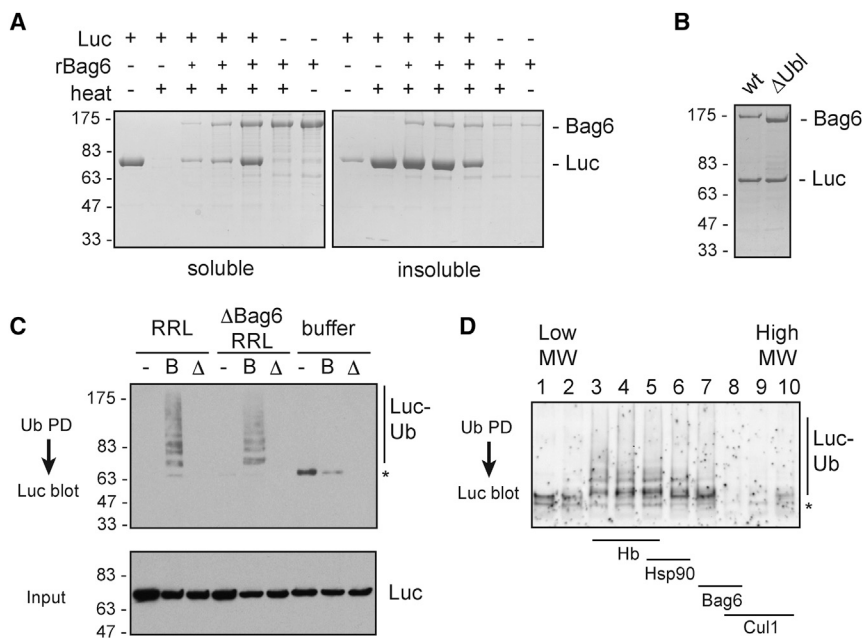 A
Luc + + + + + - - + + + + + - -
rBag6 - - + + + + + - - + + + + +
heat - + + + + + - - + + + + + -
175 -
83 -
63 -
47 -
33 -
- Bag6
- Luc
soluble
insoluble
B
wt ΔUbl
175 -
83 -
63 -
47 -
33 -
- Bag6
- Luc
C
RRL ΔBag6 RRL buffer
- B Δ - B Δ - B Δ
Ub PD
Luc blot
175 -
83 -
63 -
47 -
33 -
Luc-
Ub
*
Input
83 -
63 -
47 -
Luc
D
Low MW
High MW
1 2 3 4 5 6 7 8 9 10
Ub PD
Luc blot
Luc-
Ub
*
Hb
Hsp90
Bag6
Cul1